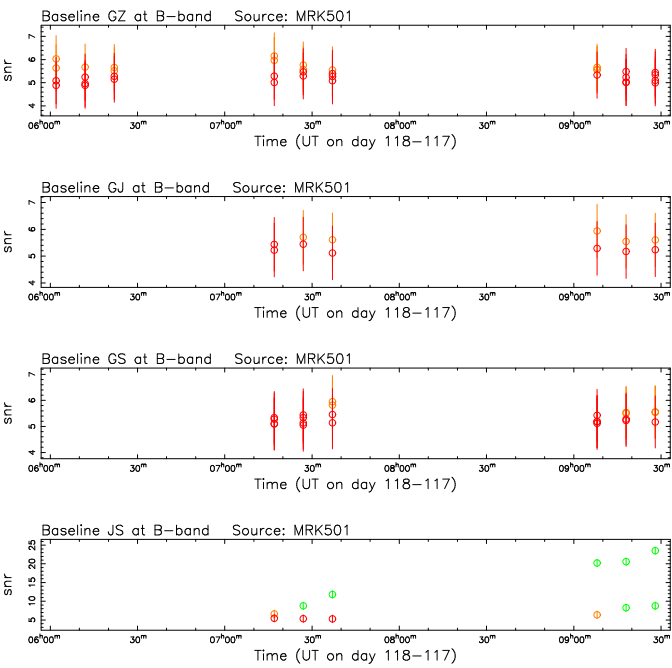 Baseline GZ at B-band Source: MRK501
snr
7
6
5
4
06h00m 30m 07h00m 30m 08h00m 30m 09h00m 30m
Time (UT on day 118-117)
Baseline GJ at B-band Source: MRK501
snr
7
6
5
4
06h00m 30m 07h00m 30m 08h00m 30m 09h00m 30m
Time (UT on day 118-117)
Baseline GS at B-band Source: MRK501
snr
7
6
5
4
06h00m 30m 07h00m 30m 08h00m 30m 09h00m 30m
Time (UT on day 118-117)
Baseline JS at B-band Source: MRK501
snr
25
20
15
10
5
06h00m 30m 07h00m 30m 08h00m 30m 09h00m 30m
Time (UT on day 118-117)